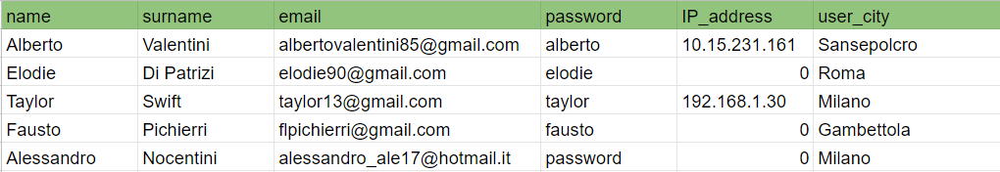 name surname email password IP_address user_city
Alberto Valentini albertovalentini85@gmail.com alberto 10.15.231.161 Sansepolcro
Elodie Di Patrizi elodie90@gmail.com elodie 0 Roma
Taylor Swift taylor13@gmail.com taylor 192.168.1.30 Milano
Fausto Pichierri flpichierri@gmail.com fausto 0 Gambettola
Alessandro Nocentini alessandro_ale17@hotmail.it password 0 Milano